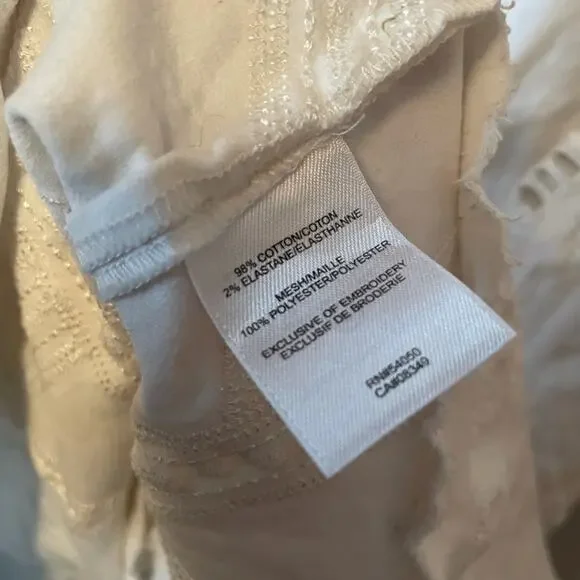 98% COTTON/COTON
2% ELASTANE/ELASTHANNE
MESH/MAILLE
100% POLYESTER/POLYESTER
EXCLUSIVE OF EMBROIDERY
EXCLUSIF DE BRODERIE
RN#54050
CA#08349